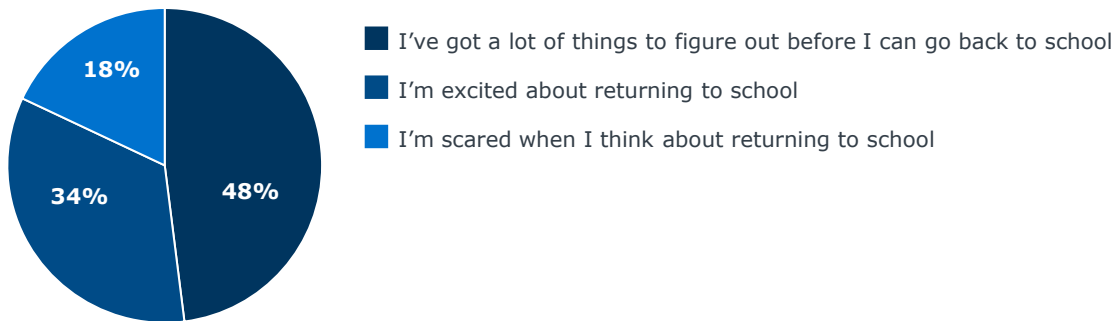 18%
34%
48%
I’ve got a lot of things to figure out before I can go back to school
I’m excited about returning to school
I’m scared when I think about returning to school